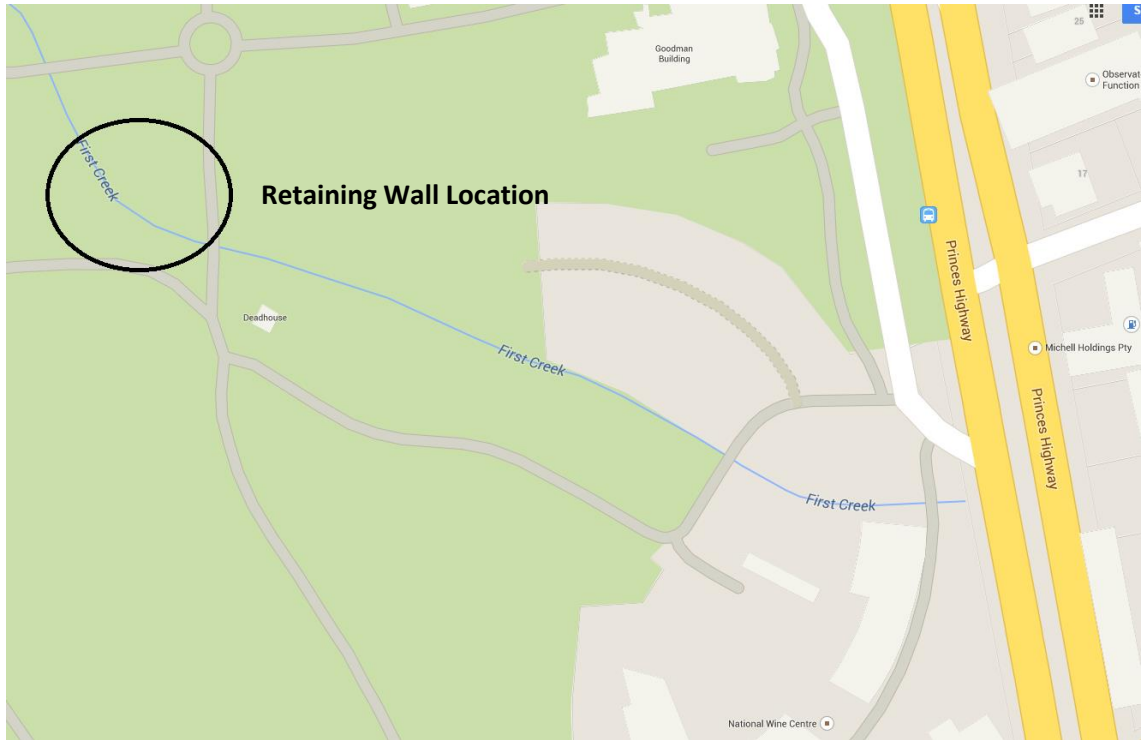 25
S
Goodman
Building
Observat
Function
First Creek
Retaining Wall Location
17
Princes Highway
Deadhouse
Michell Holdings Pty
First Creek
Princes Highway
First Creek
National Wine Centre